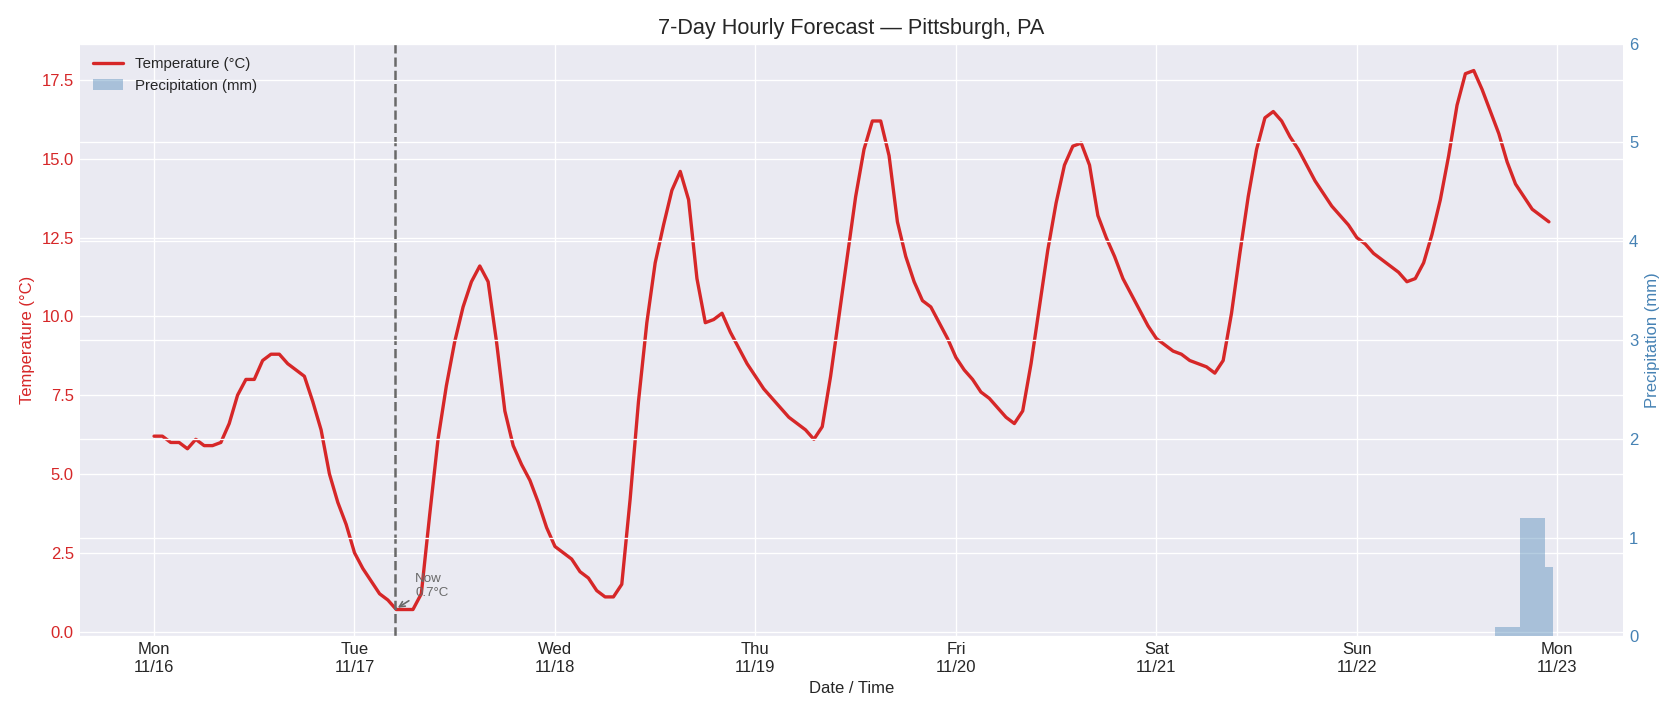 7-Day Hourly Forecast — Pittsburgh, PA
Temperature (°C)
Precipitation (mm)
Temperature (°C)
17.5
15.0
12.5
10.0
7.5
5.0
2.5
0.0
6
5
4
3
2
1
0
Precipitation (mm)
Now
0.7°C
Mon
11/16
Tue
11/17
Wed
11/18
Thu
11/19
Fri
11/20
Sat
11/21
Sun
11/22
Mon
11/23
Date / Time